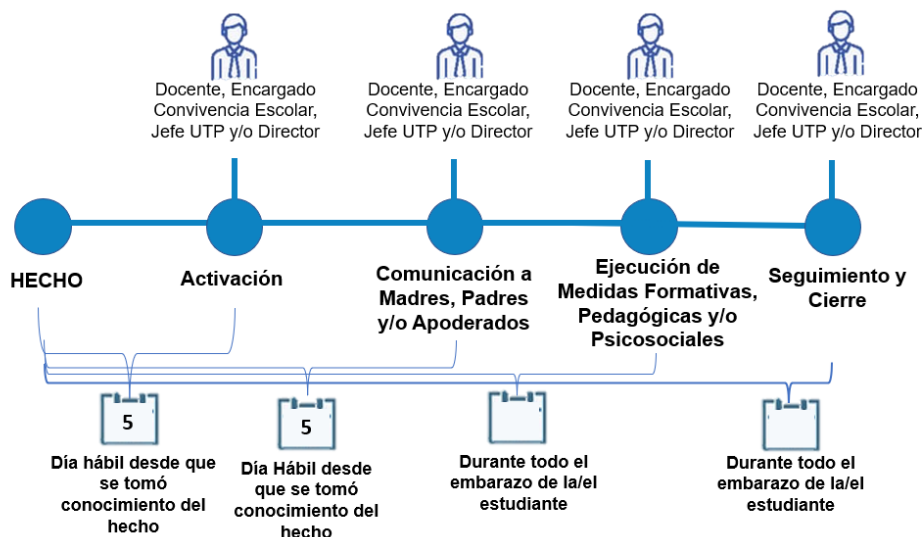 Docente, Encargado
Convivencia Escolar,
Jefe UTP y/o Director
Docente, Encargado
Convivencia Escolar,
Jefe UTP y/o Director
Docente, Encargado
Convivencia Escolar,
Jefe UTP y/o Director
Docente, Encargado
Convivencia Escolar,
Jefe UTP y/o Director
HECHO
Activación
Comunicación a
Madres, Padres
y/o Apoderados
Ejecución de
Medidas Formativas,
Pedagógicas y/o
Psicosociales
Seguimiento y
Cierre
5
Día hábil desde que
se tomó
conocimiento del
hecho
5
Día Hábil desde
que se tomó
conocimiento del
hecho
Durante todo el
embarazo de la/el
estudiante
Durante todo el
embarazo de la/el
estudiante